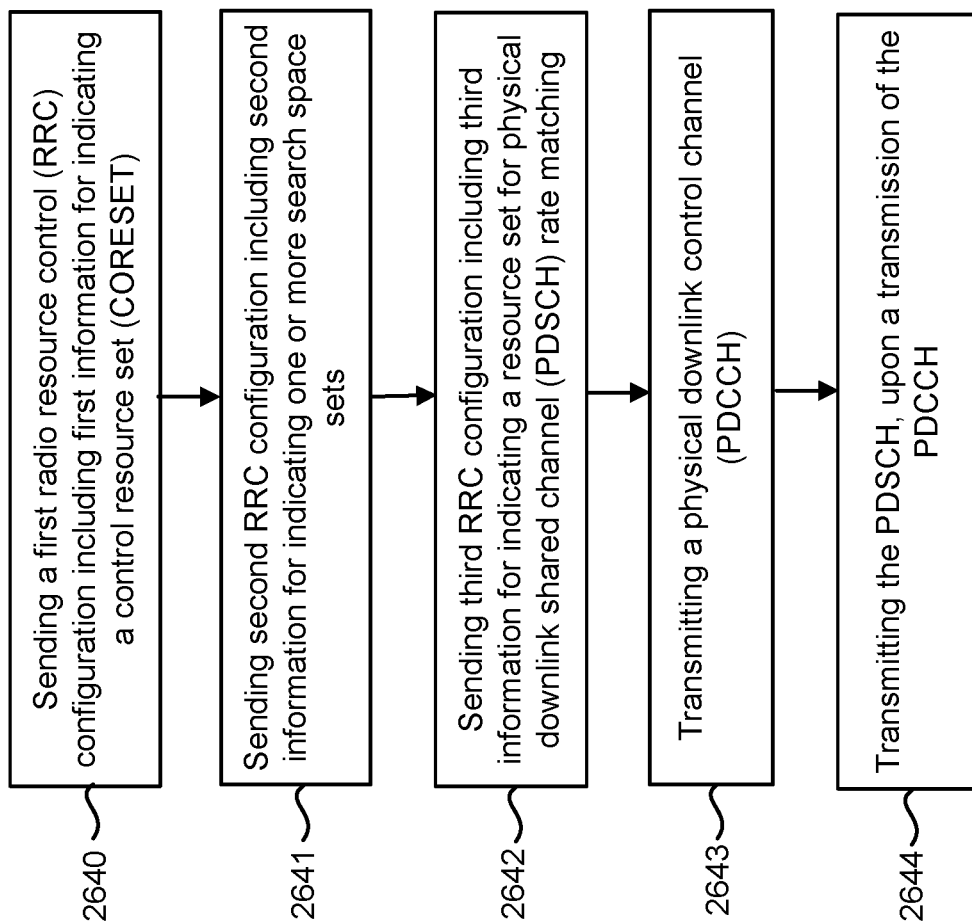 2640
Sending a first radio resource control (RRC)
configuration including first information for indicating
a control resource set (CORESET)
2641
Sending second RRC configuration including second
information for indicating one or more search space
sets
2642
Sending third RRC configuration including third
information for indicating a resource set for physical
downlink shared channel (PDSCH) rate matching
2643
Transmitting a physical downlink control channel
(PDCCH)
2644
Transmitting the PDSCH, upon a transmission of the
PDCCH